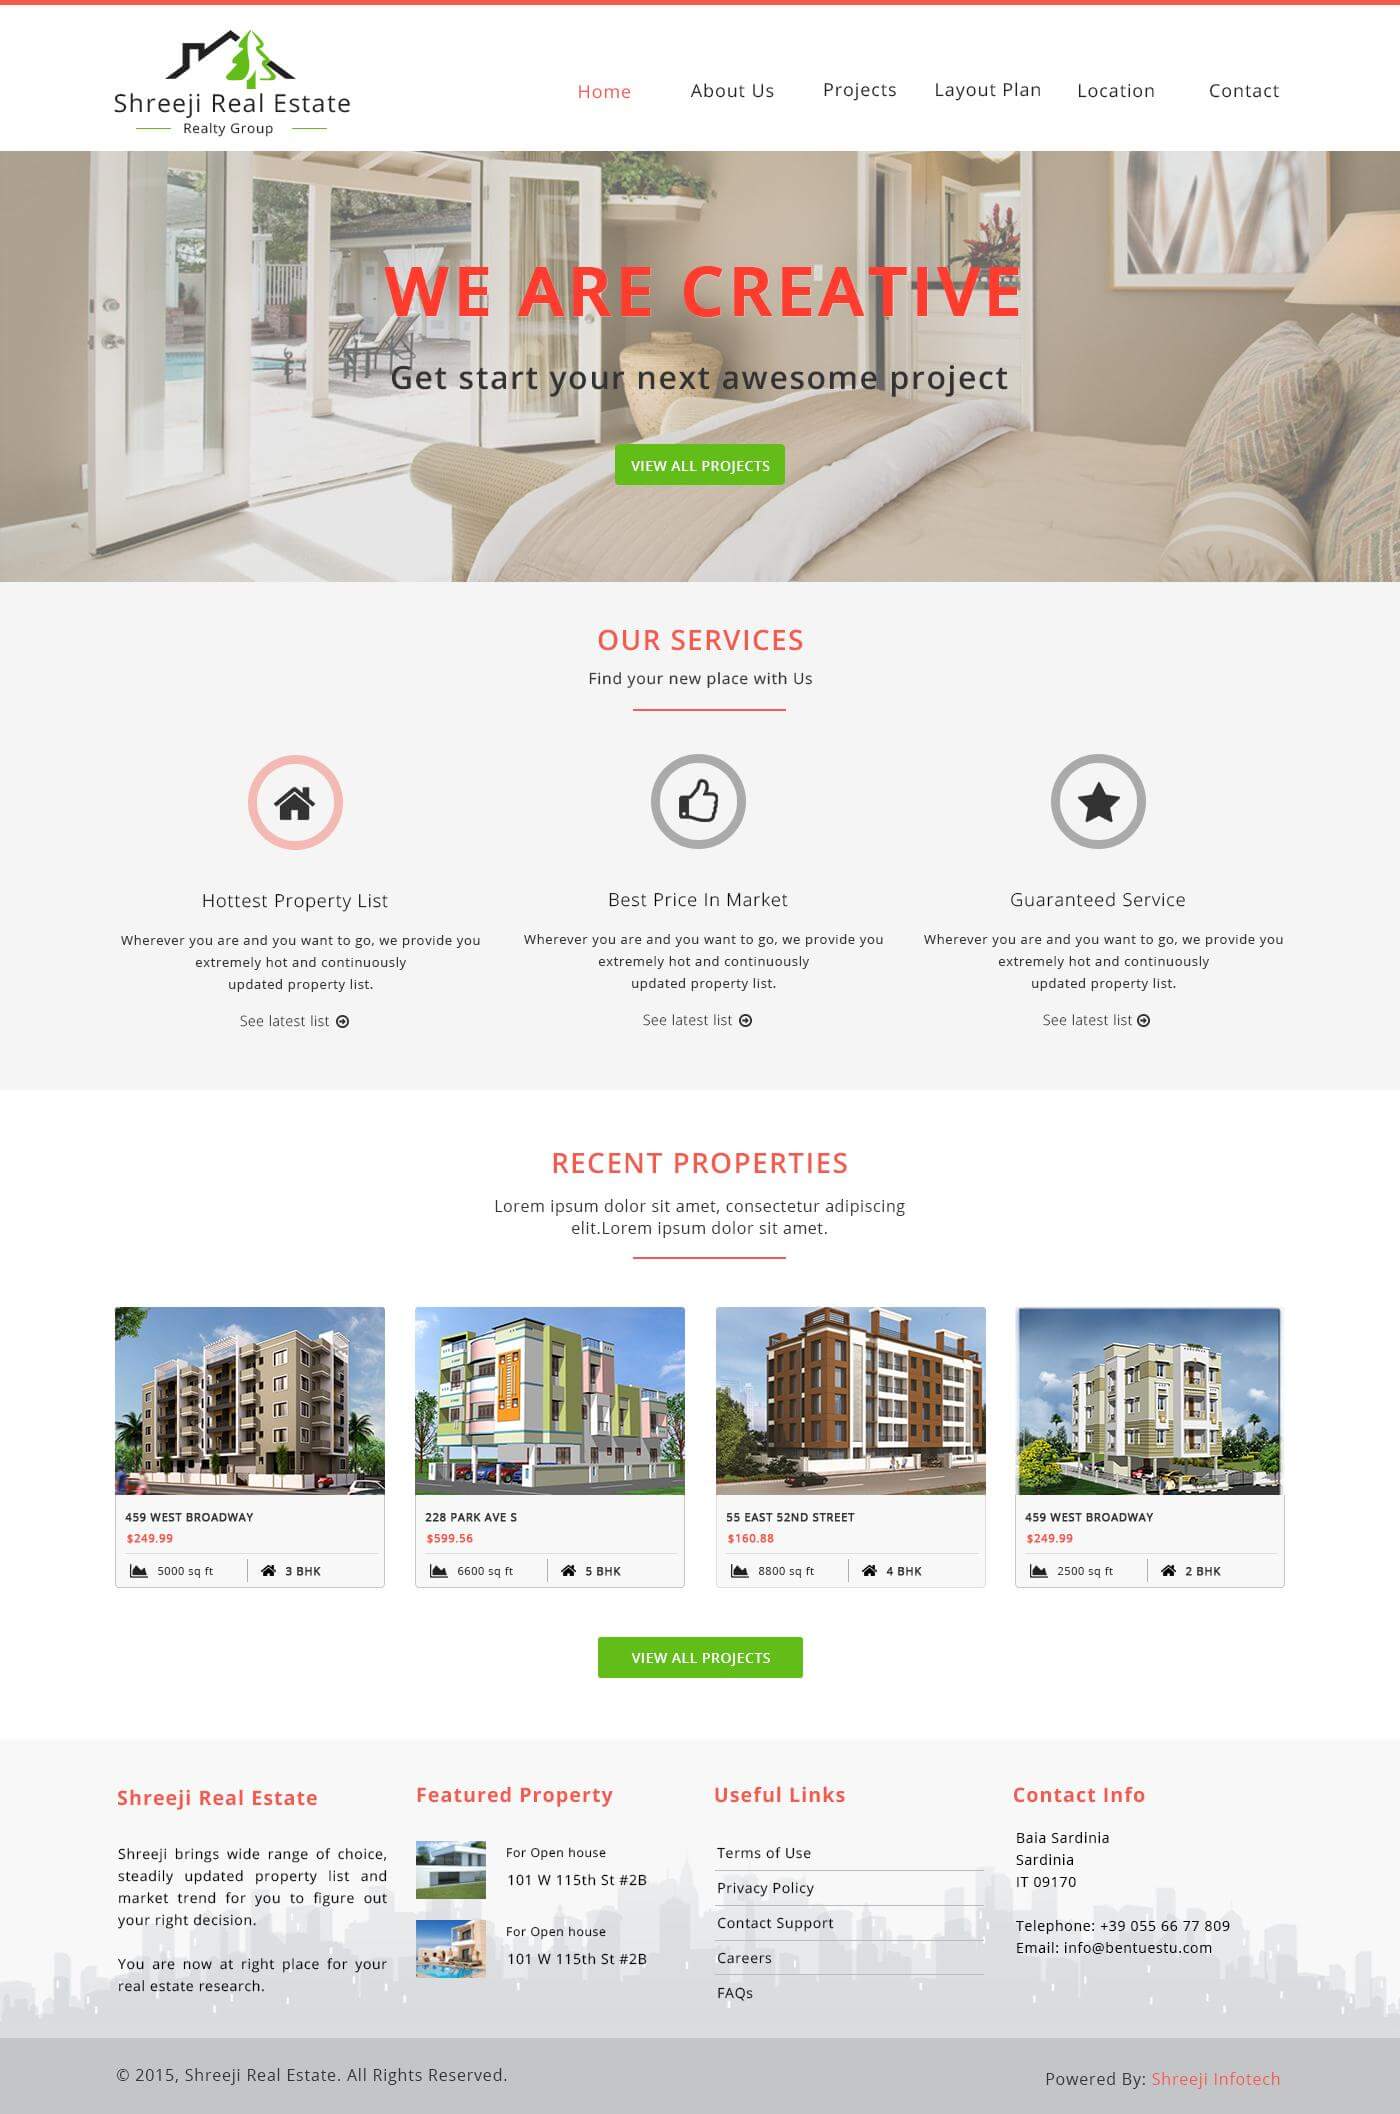 Shreeji Real Estate
Realty Group
Home
About Us
Projects
Layout Plan
Location
Contact
WE ARE CREATIVE
Get start your next awesome project
VIEW ALL PROJECTS
OUR SERVICES
Find your new place with Us
Hottest Property List
Wherever you are and you want to go, we provide you
extremely hot and continuously
updated property list.
See latest list
Best Price In Market
Wherever you are and you want to go, we provide you
extremely hot and continuously
updated property list.
See latest list
Guaranteed Service
Wherever you are and you want to go, we provide you
extremely hot and continuously
updated property list.
See latest list
RECENT PROPERTIES
Lorem ipsum dolor sit amet, consectetur adipiscing
elit.Lorem ipsum dolor sit amet.
459 WEST BROADWAY
$249.99
5000 sq ft
3 BHK
228 PARK AVE S
$599.56
6600 sq ft
5 BHK
55 EAST 52ND STREET
$160.88
8800 sq ft
4 BHK
459 WEST BROADWAY
$249.99
2500 sq ft
2 BHK
VIEW ALL PROJECTS
Shreeji Real Estate
Shreeji brings wide range of choice,
steadily updated property list and
market trend for you to figure out
your right decision.
You are now at right place for your
real estate research.
Featured Property
For Open house
101 W 115th St #2B
For Open house
101 W 115th St #2B
Useful Links
Terms of Use
Privacy Policy
Contact Support
Careers
FAQs
Contact Info
Baia Sardinia
Sardinia
IT 09170
Telephone: +39 055 66 77 809
Email: info@bentuestu.com
© 2015, Shreeji Real Estate. All Rights Reserved.
Powered By: Shreeji Infotech